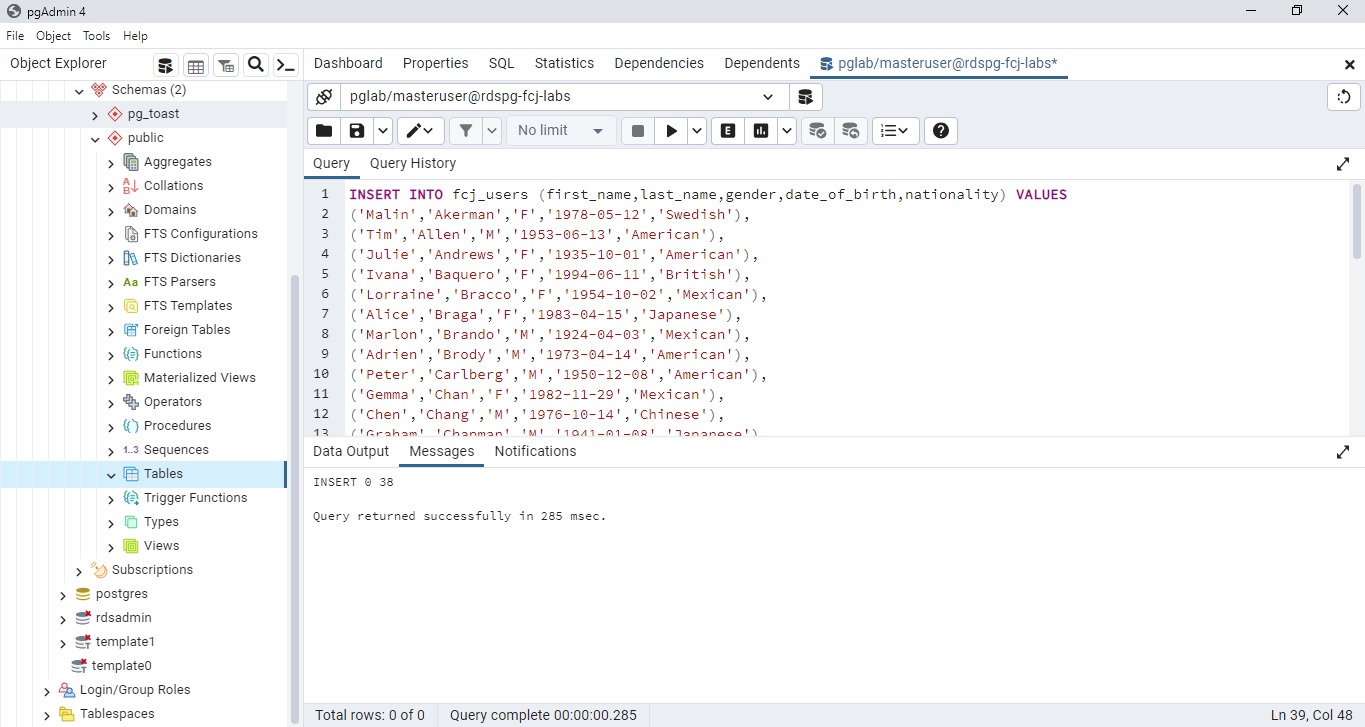 pgAdmin 4
File Object Tools Help
Object Explorer
Dashboard Properties SQL Statistics Dependencies Dependents pglab/masteruser@rdspg-fcj-labs*
Schemas (2)
pg_toast
public
Aggregates
Collations
Domains
FTS Configurations
FTS Dictionaries
Aa FTS Parsers
FTS Templates
Foreign Tables
Functions
Materialized Views
Operators
Procedures
1..3 Sequences
Tables
Trigger Functions
Types
Views
Subscriptions
postgres
rdsadmin
template1
template0
Login/Group Roles
Tablespaces
pglab/masteruser@rdspg-fcj-labs
No limit
E
Query Query History
1 INSERT INTO fcj_users (first_name,last_name,gender,date_of_birth,nationality) VALUES
2 ('Malin','Akerman','F','1978-05-12','Swedish'),
3 ('Tim','Allen','M','1953-06-13','American'),
4 ('Julie','Andrews','F','1935-10-01','American'),
5 ('Ivana','Baquero','F','1994-06-11','British'),
6 ('Lorraine','Bracco','F','1954-10-02','Mexican'),
7 ('Alice','Braga','F','1983-04-15','Japanese'),
8 ('Marlon','Brando','M','1924-04-03','Mexican'),
9 ('Adrien','Brody','M','1973-04-14','American'),
10 ('Peter','Carlberg','M','1950-12-08','American'),
11 ('Gemma','Chan','F','1982-11-29','Mexican'),
12 ('Chen','Chang','M','1976-10-14','Chinese'),
13 ('Graham','Chapman','M','1941-01-08','Japanese')
Data Output Messages Notifications
INSERT 0 38
Query returned successfully in 285 msec.
Total rows: 0 of 0 Query complete 00:00:00.285 Ln 39, Col 48